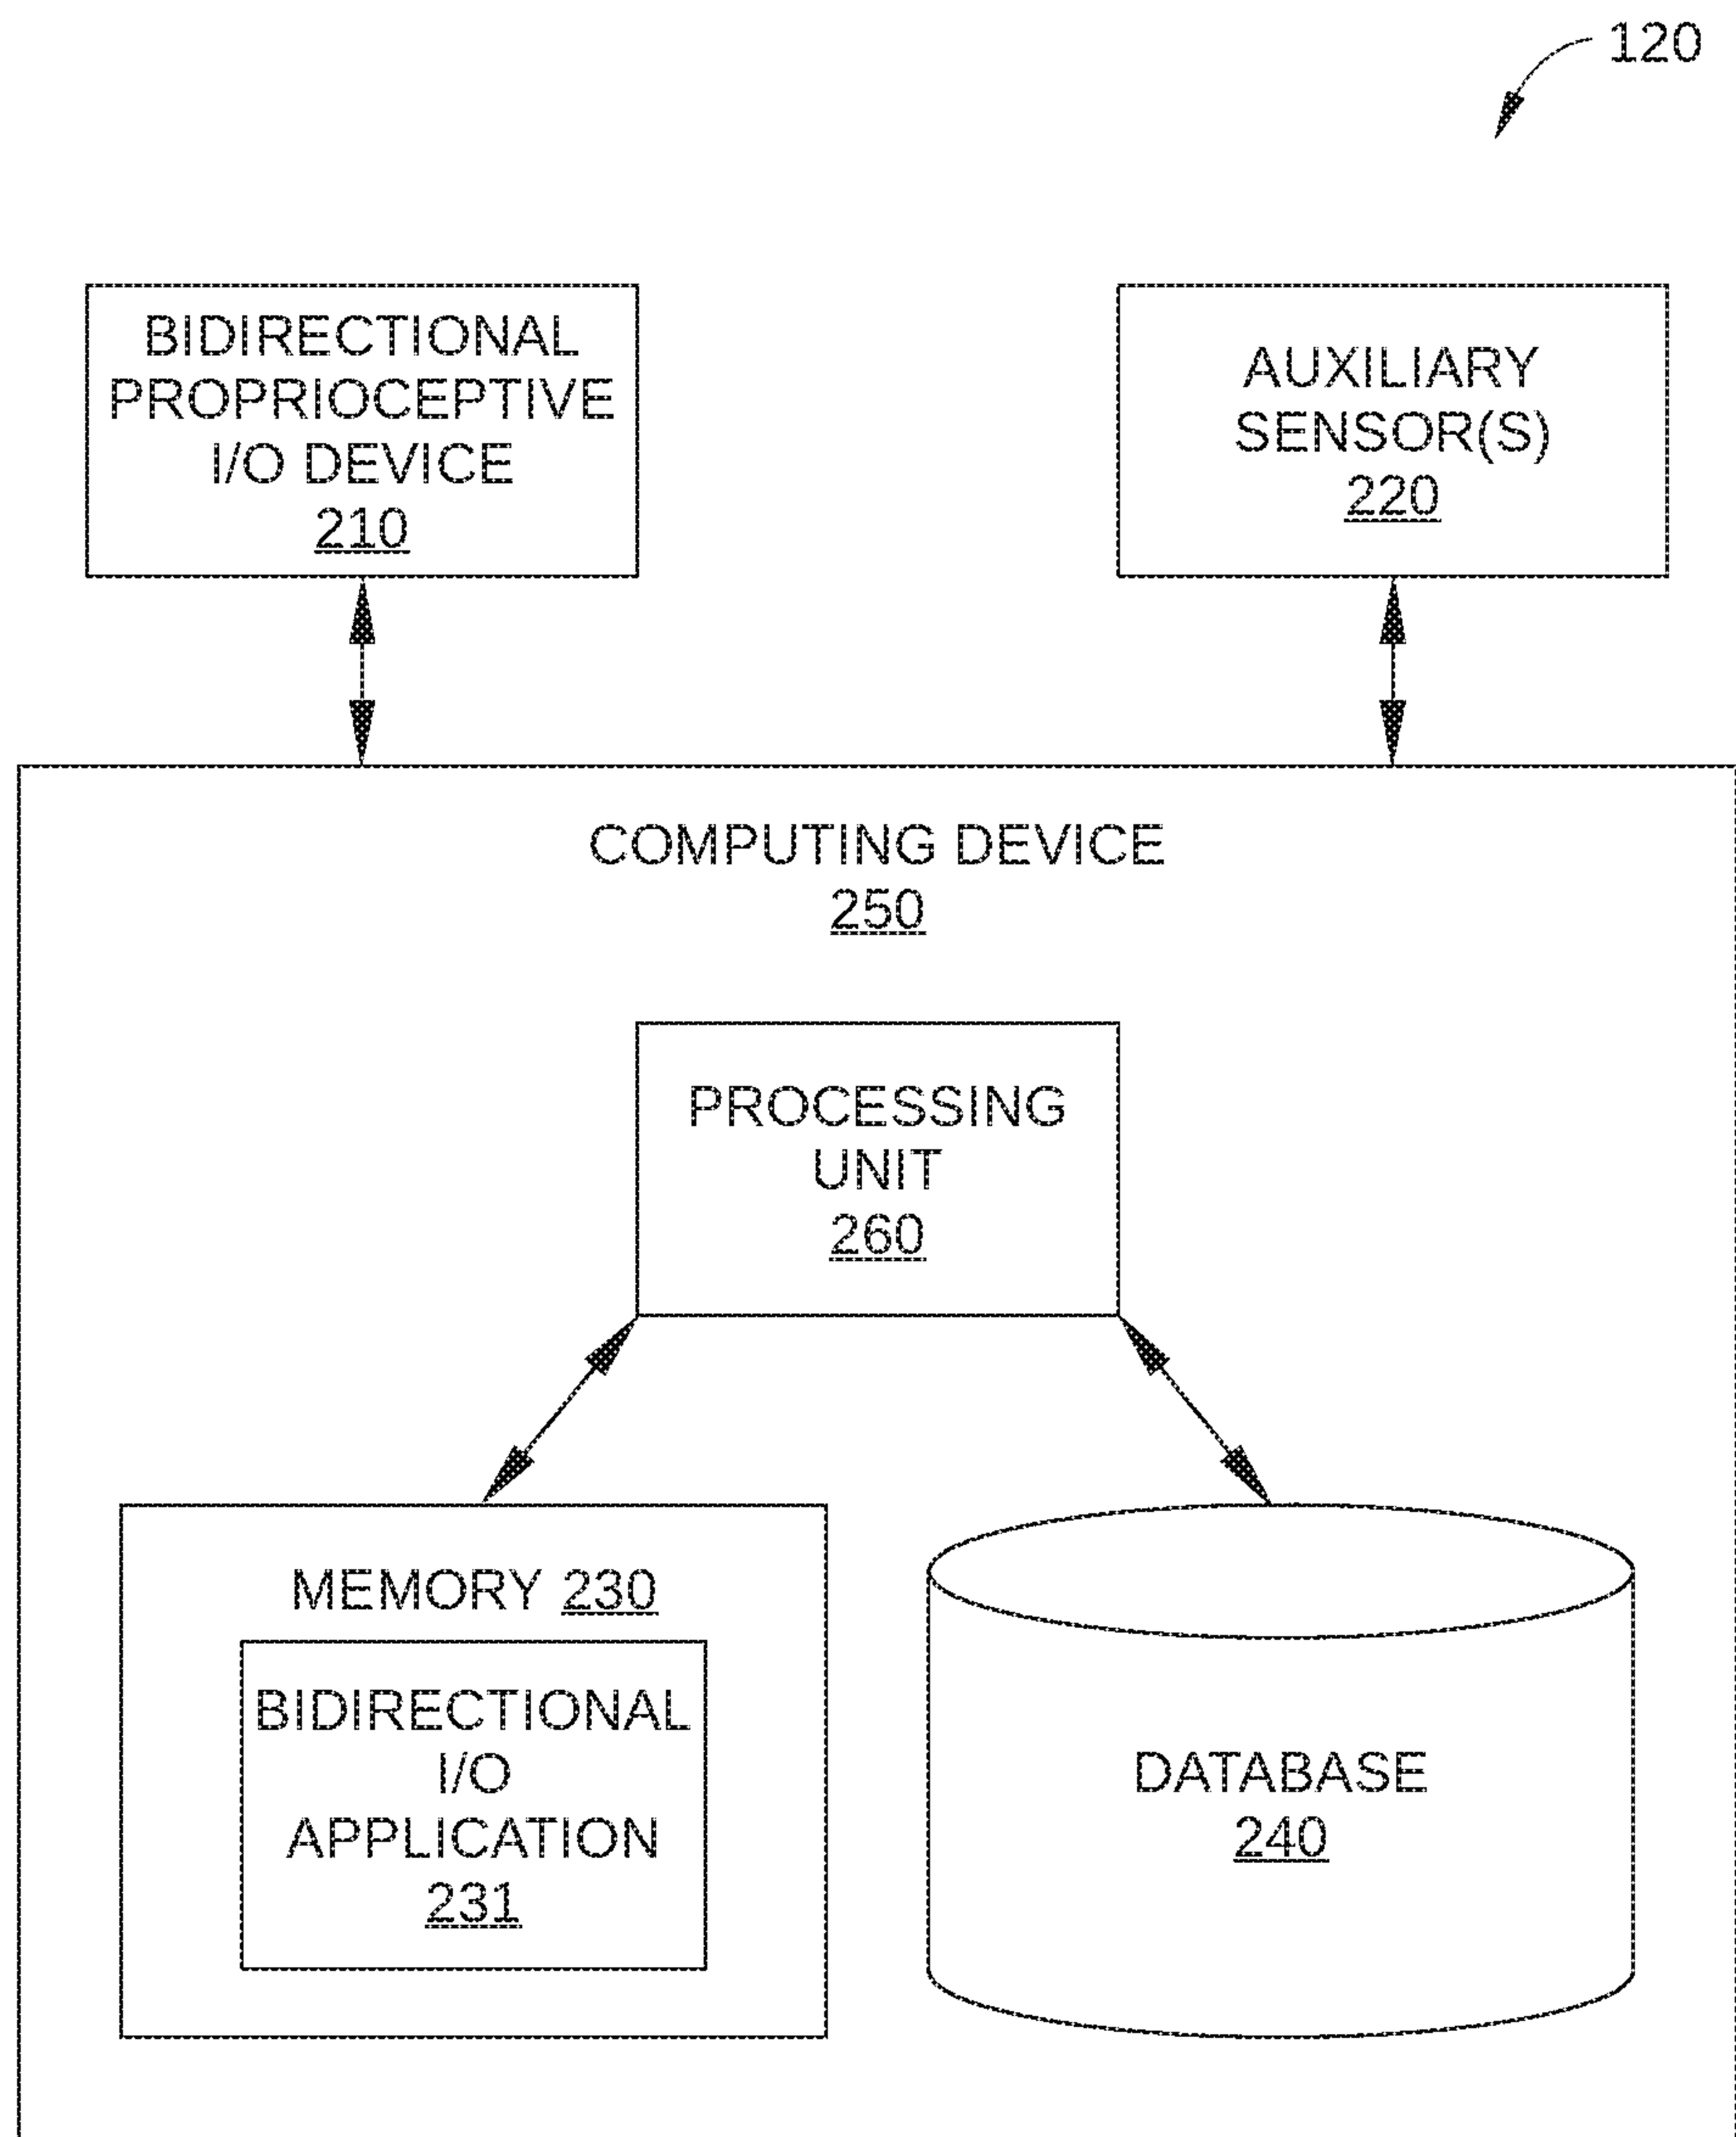 120
BIDIRECTIONAL
PROPRIOCEPTIVE
I/O DEVICE
210
AUXILIARY
SENSOR(S)
220
COMPUTING DEVICE
250
PROCESSING
UNIT
260
MEMORY 230
BIDIRECTIONAL
I/O
APPLICATION
231
DATABASE
240